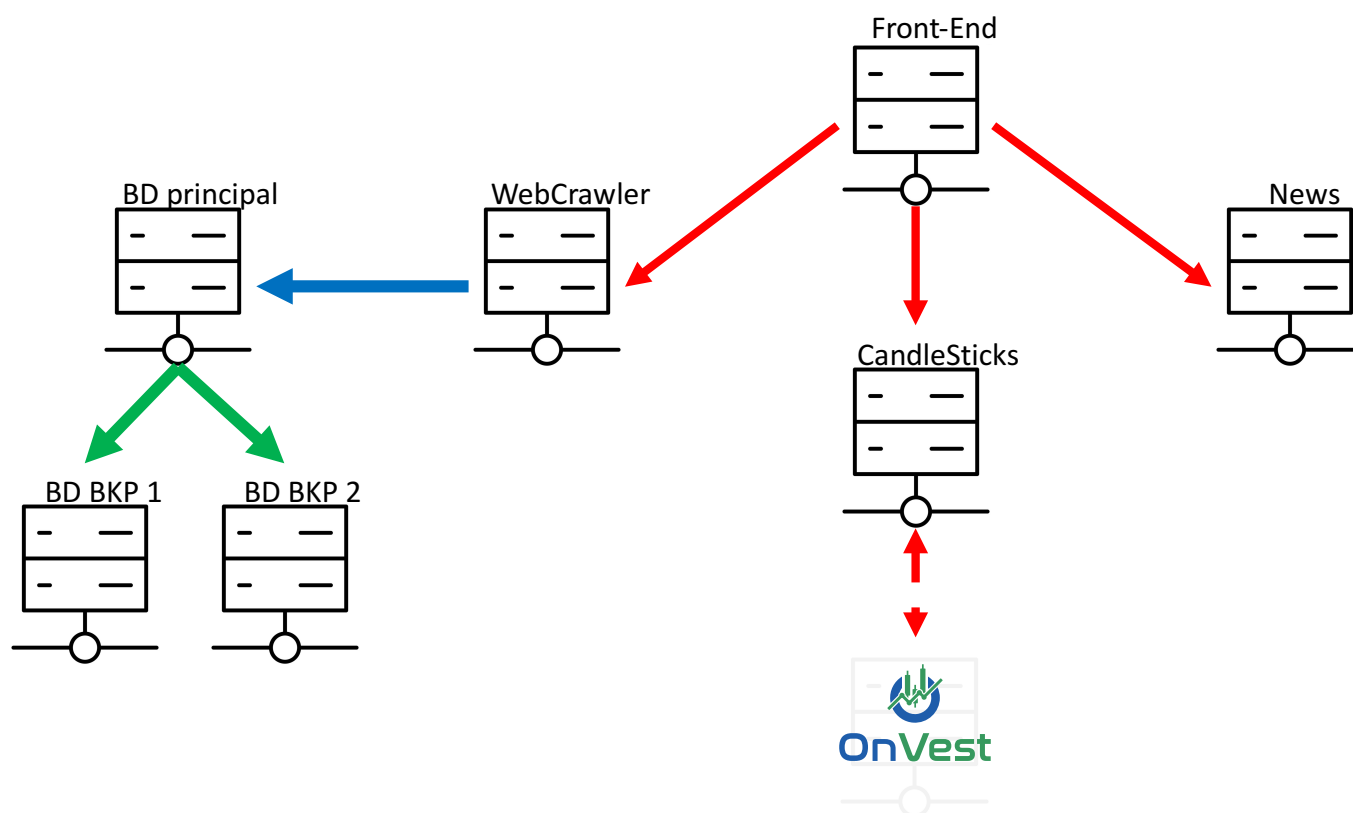 Front-End
BD principal
WebCrawler
News
CandleSticks
BD BKP 1
BD BKP 2
OnVest